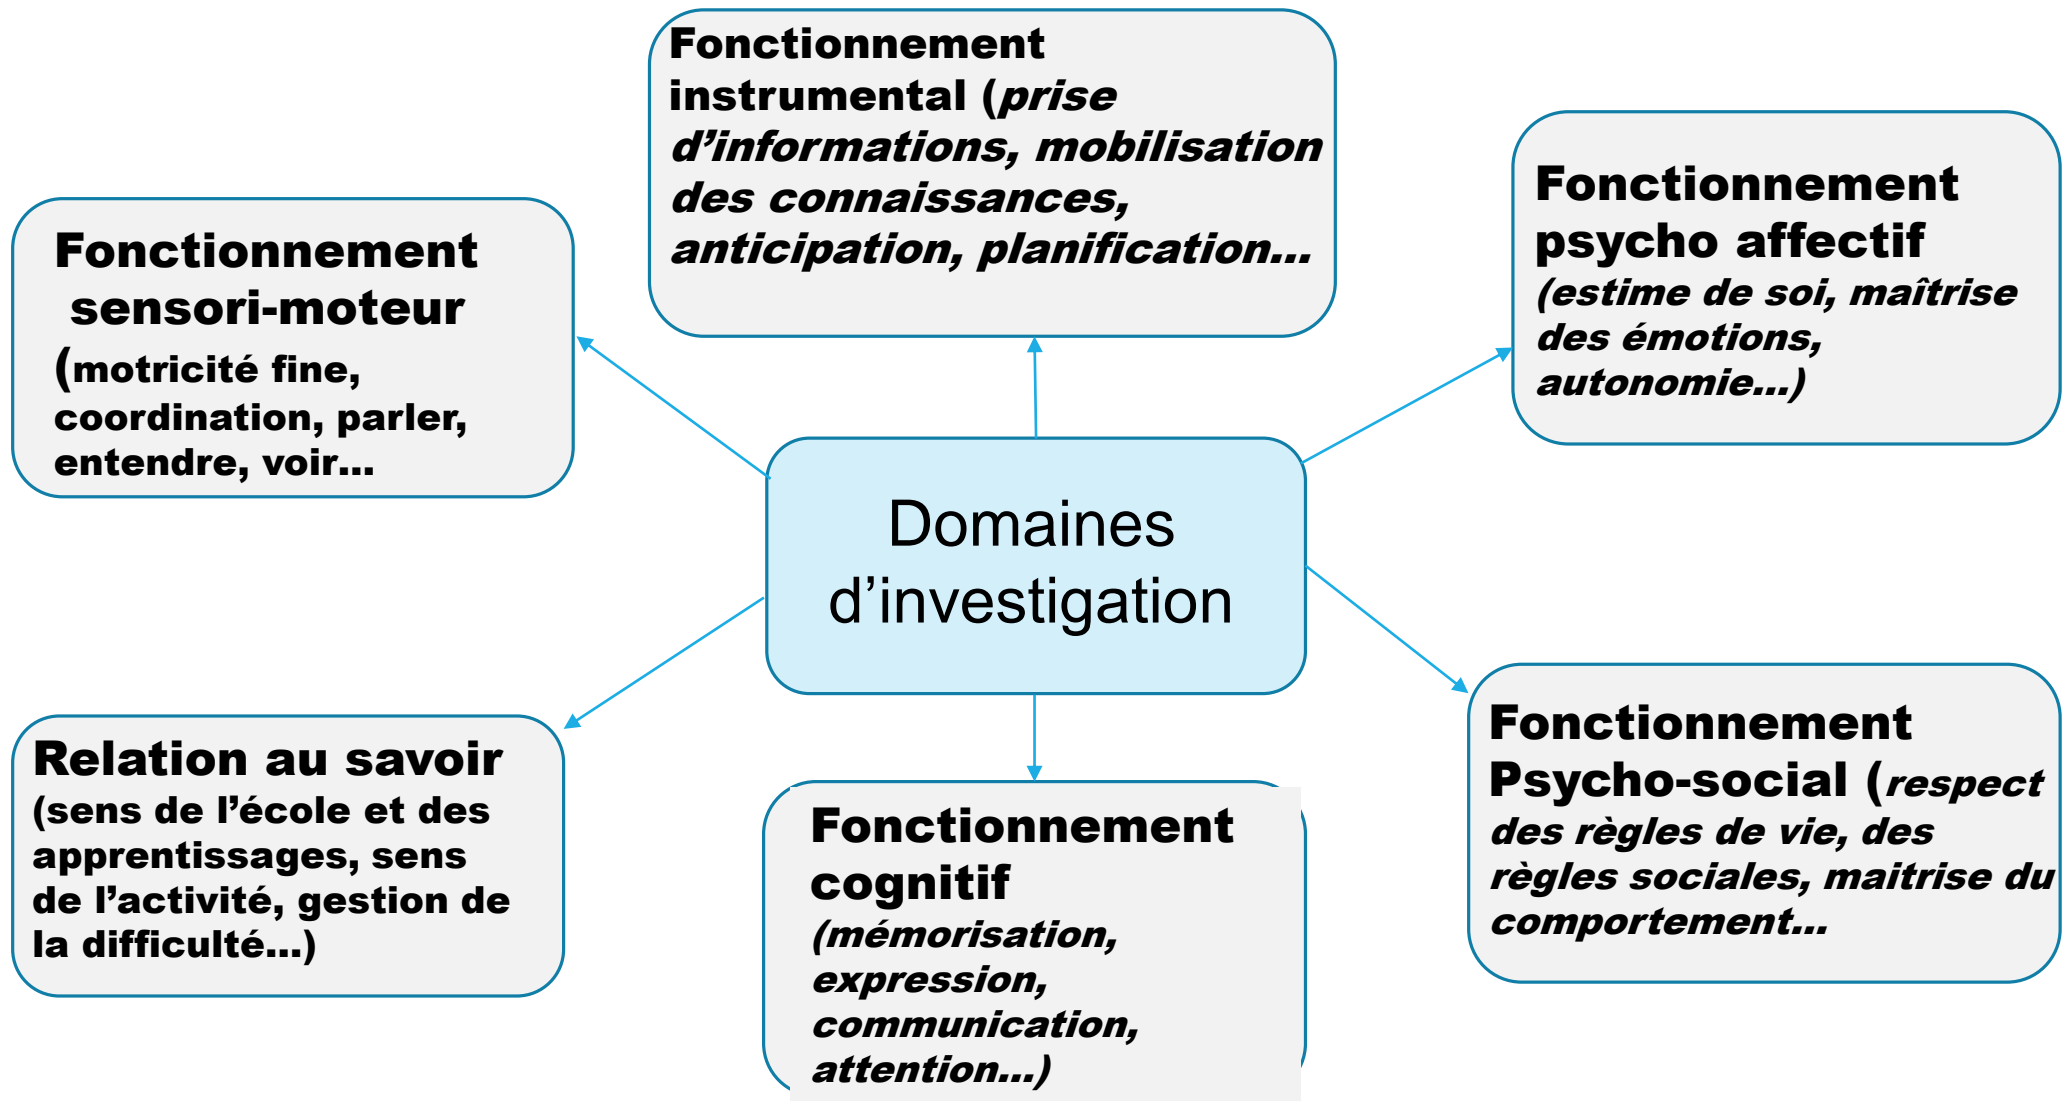 Fonctionnement
instrumental (prise
d’informations, mobilisation
des connaissances,
anticipation, planification…
Fonctionnement
psycho affectif
(estime de soi, maîtrise
des émotions,
autonomie…)
Fonctionnement
sensori-moteur
(motricité fine,
coordination, parler,
entendre, voir…
Domaines
d’investigation
Relation au savoir
(sens de l’école et des
apprentissages, sens
de l’activité, gestion de
la difficulté…)
Fonctionnement
cognitif
(mémorisation,
expression,
communication,
attention…)
Fonctionnement
Psycho-social (respect
des règles de vie, des
règles sociales, maitrise du
comportement…